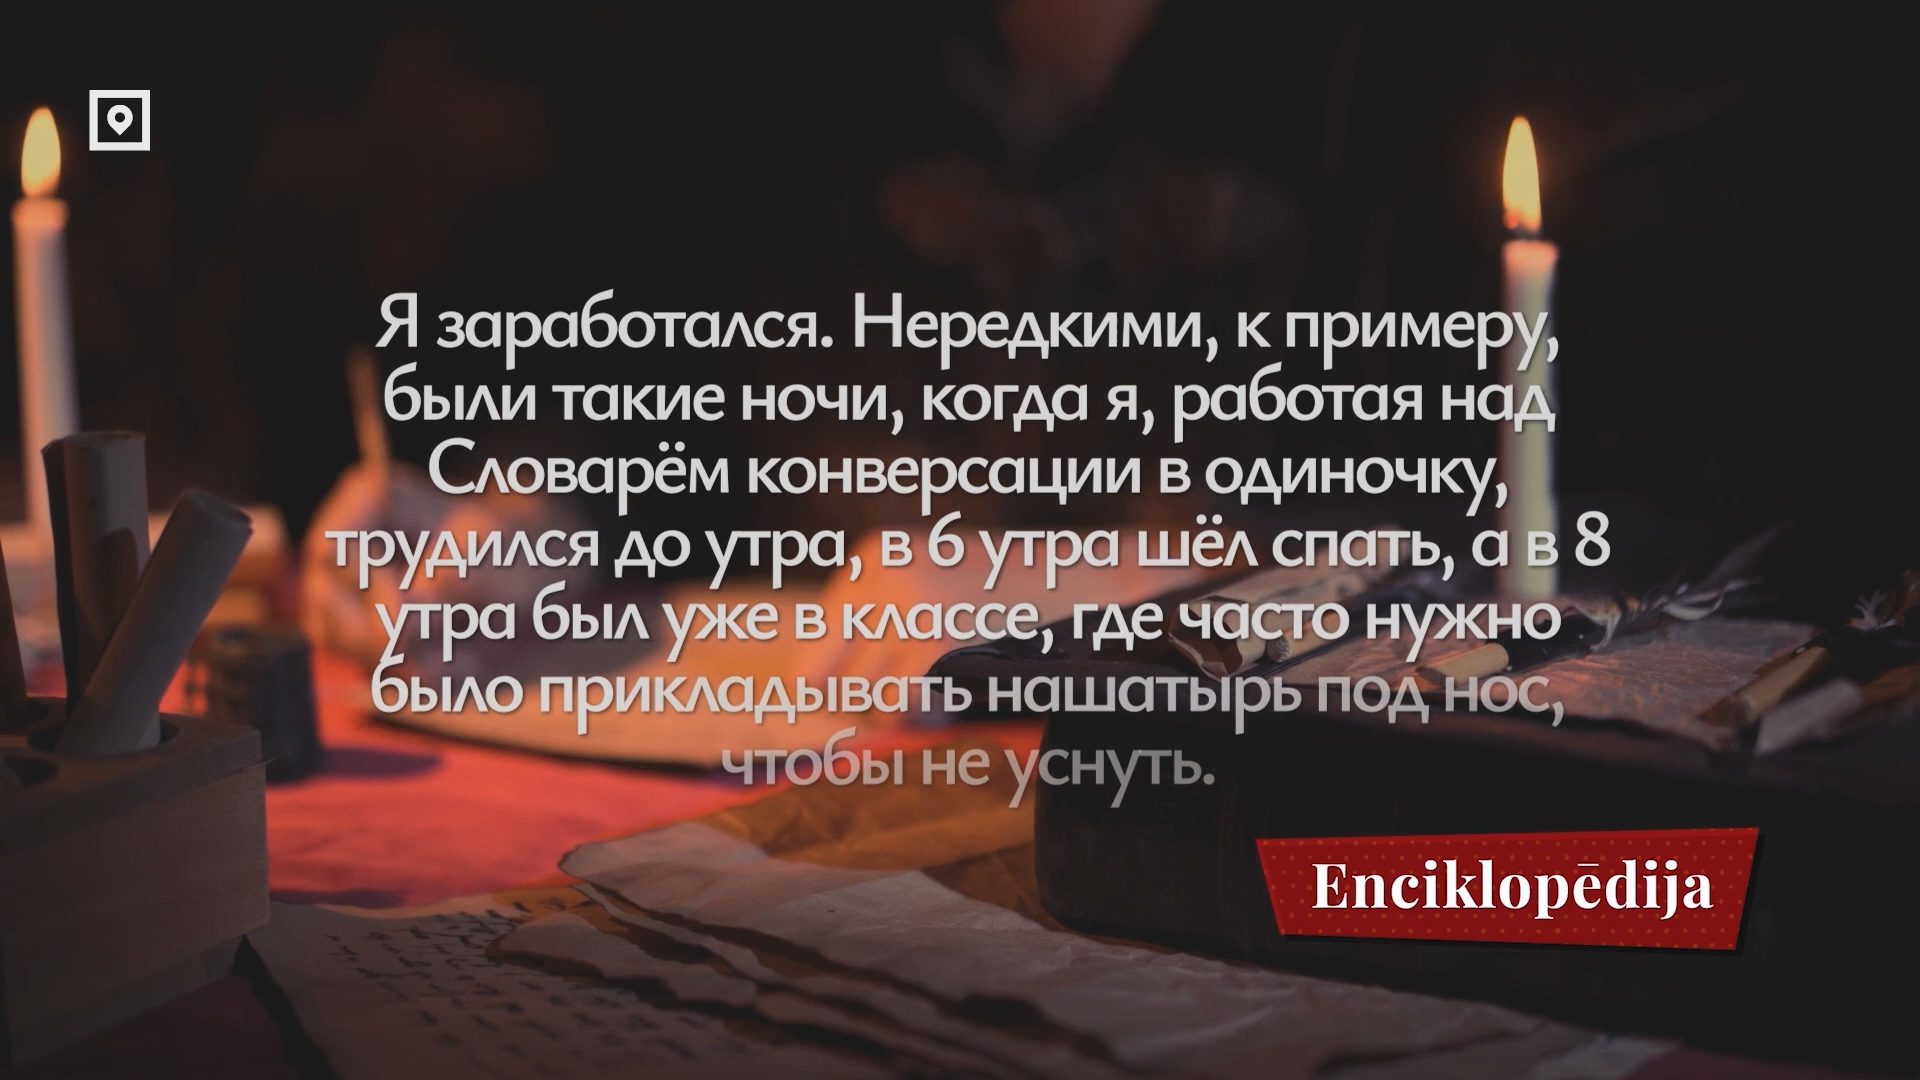 Я заработался. Нередкими, к примеру,
были такие ночи, когда я, работая над
Словарём конверсации в одиночку,
трудился до утра, в 6 утра шёл спать, а в 8
утра был уже в классе, где часто нужно
было прикладывать нашатырь под нос,
чтобы не уснуть.
Enciklopēdija